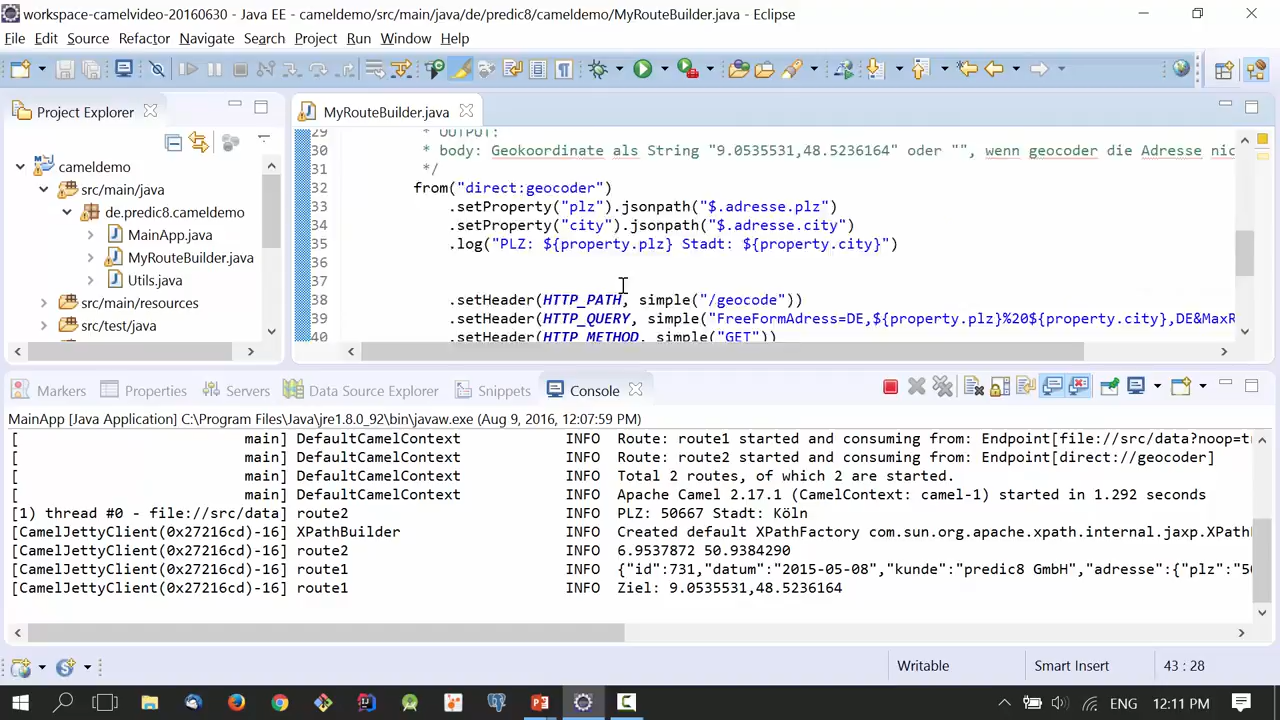 workspace-camelvideo-20160630 - Java EE - cameldemo/src/main/java/de/predic8/cameldemo/MyRouteBuilder.java - Eclipse
File Edit Source Refactor Navigate Search Project Run Window Help
Project Explorer
cameldemo
src/main/java
de.predic8.cameldemo
MainApp.java
MyRouteBuilder.java
Utils.java
src/main/resources
src/test/java
MyRouteBuilder.java
29 * OUTPUT:
30 * body: Geokoordinate als String "9.0535531,48.5236164" oder "", wenn geocoder die Adresse nic
31 */
32 from("direct:geocoder")
33 .setProperty("plz").jsonpath("$.adresse.plz")
34 .setProperty("city").jsonpath("$.adresse.city")
35 .log("PLZ: ${property.plz} Stadt: ${property.city}")
36
37
38 .setHeader(HTTP_PATH, simple("/geocode"))
39 .setHeader(HTTP_QUERY, simple("FreeFormAdress=DE,${property.plz}%20${property.city},DE&MaxR
40 .setHeader(HTTP_METHOD, simple("GET"))
Markers Properties Servers Data Source Explorer Snippets Console
MainApp [Java Application] C:\Program Files\Java\jre1.8.0_92\bin\javaw.exe (Aug 9, 2016, 12:07:59 PM)
[ main] DefaultCamelContext INFO Route: route1 started and consuming from: Endpoint[file://src/data?noop=tr
[ main] DefaultCamelContext INFO Route: route2 started and consuming from: Endpoint[direct://geocoder]
[ main] DefaultCamelContext INFO Total 2 routes, of which 2 are started.
[ main] DefaultCamelContext INFO Apache Camel 2.17.1 (CamelContext: camel-1) started in 1.292 seconds
[1) thread #0 - file://src/data] route2 INFO PLZ: 50667 Stadt: Köln
[CamelJettyClient(0x27216cd)-16] XPathBuilder INFO Created default XPathFactory com.sun.org.apache.xpath.internal.jaxp.XPath
[CamelJettyClient(0x27216cd)-16] route2 INFO 6.9537872 50.9384290
[CamelJettyClient(0x27216cd)-16] route1 INFO {"id":731,"datum":"2015-05-08","kunde":"predic8 GmbH","adresse":{"plz":"50
[CamelJettyClient(0x27216cd)-16] route1 INFO Ziel: 9.0535531,48.5236164
Writable Smart Insert 43 : 28
ENG 12:11 PM